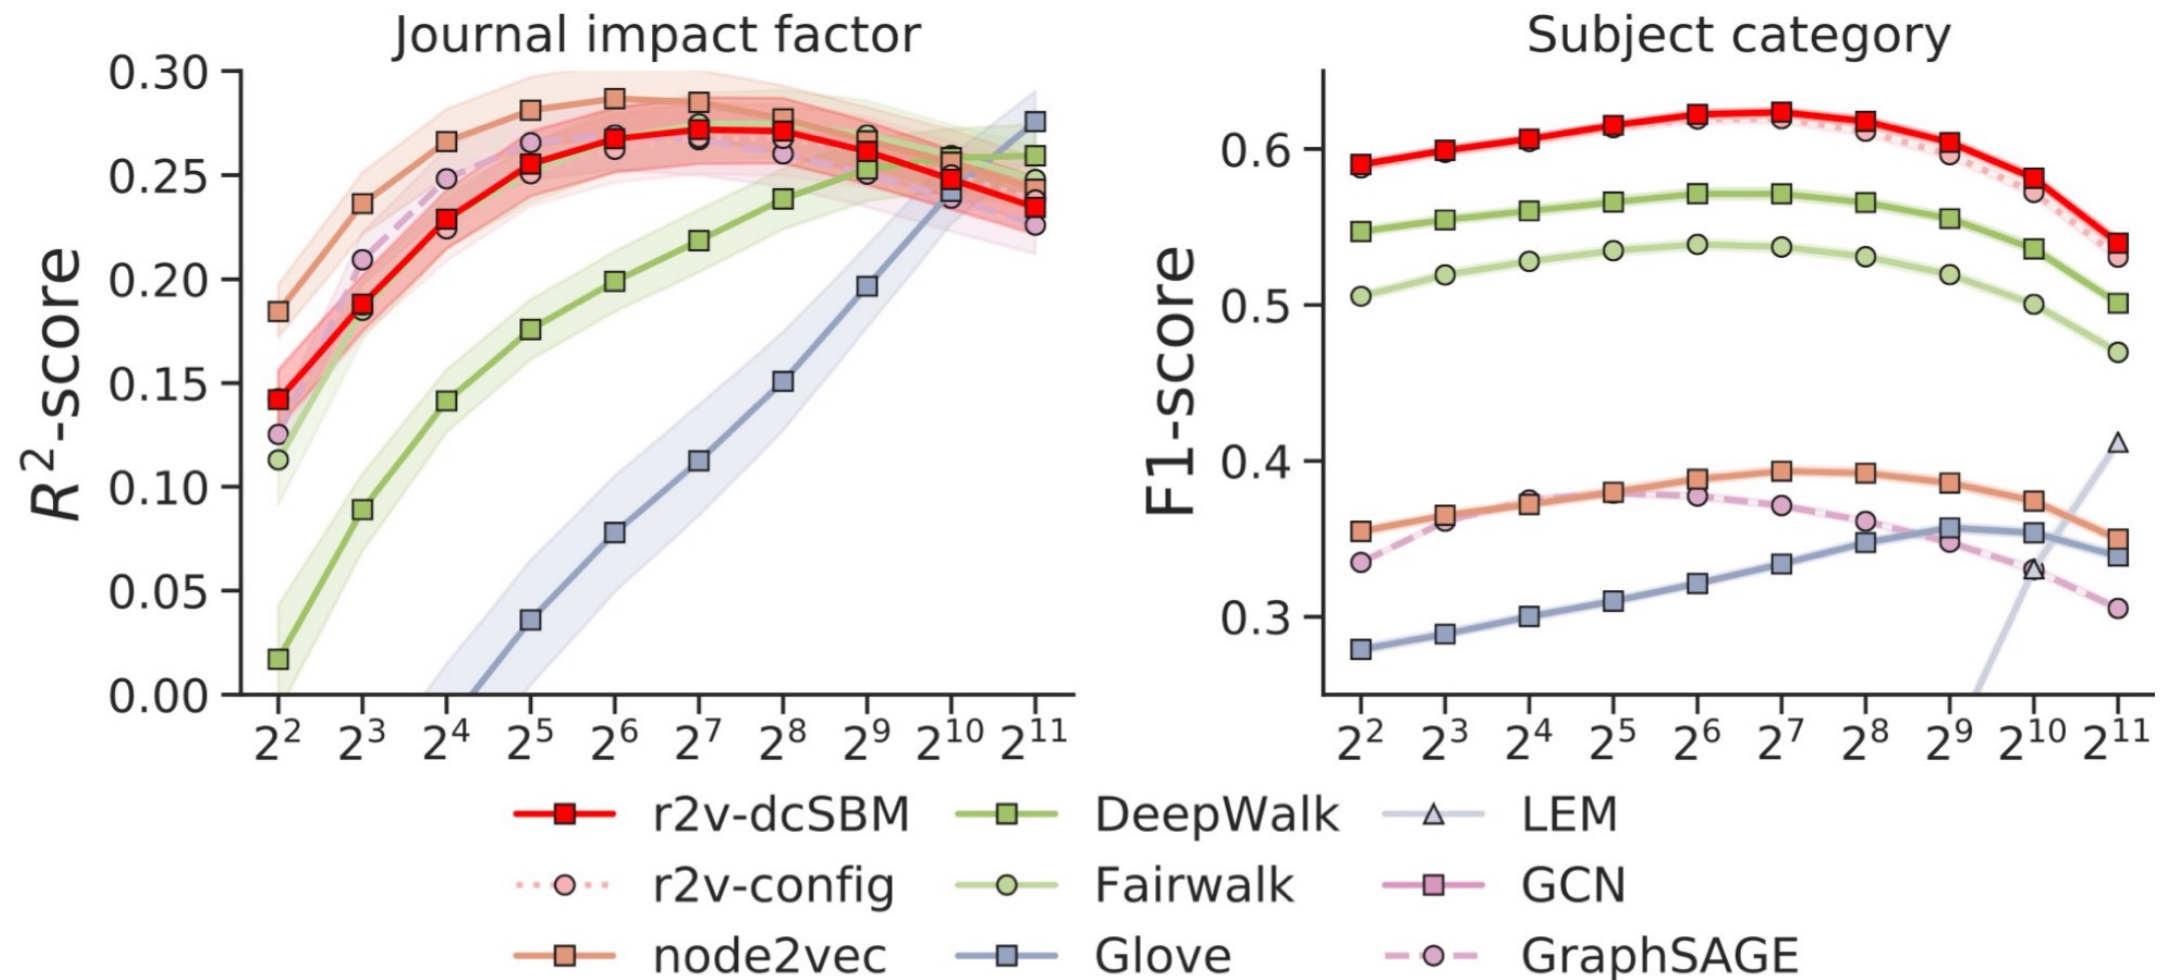 Journal impact factor
R²-score
0.30
0.25
0.20
0.15
0.10
0.05
0.00
2² 2³ 2⁴ 2⁵ 2⁶ 2⁷ 2⁸ 2⁹ 2¹⁰ 2¹¹
Subject category
F1-score
0.6
0.5
0.4
0.3
2² 2³ 2⁴ 2⁵ 2⁶ 2⁷ 2⁸ 2⁹ 2¹⁰ 2¹¹
r2v-dcSBM DeepWalk LEM
r2v-config Fairwalk GCN
node2vec Glove GraphSAGE